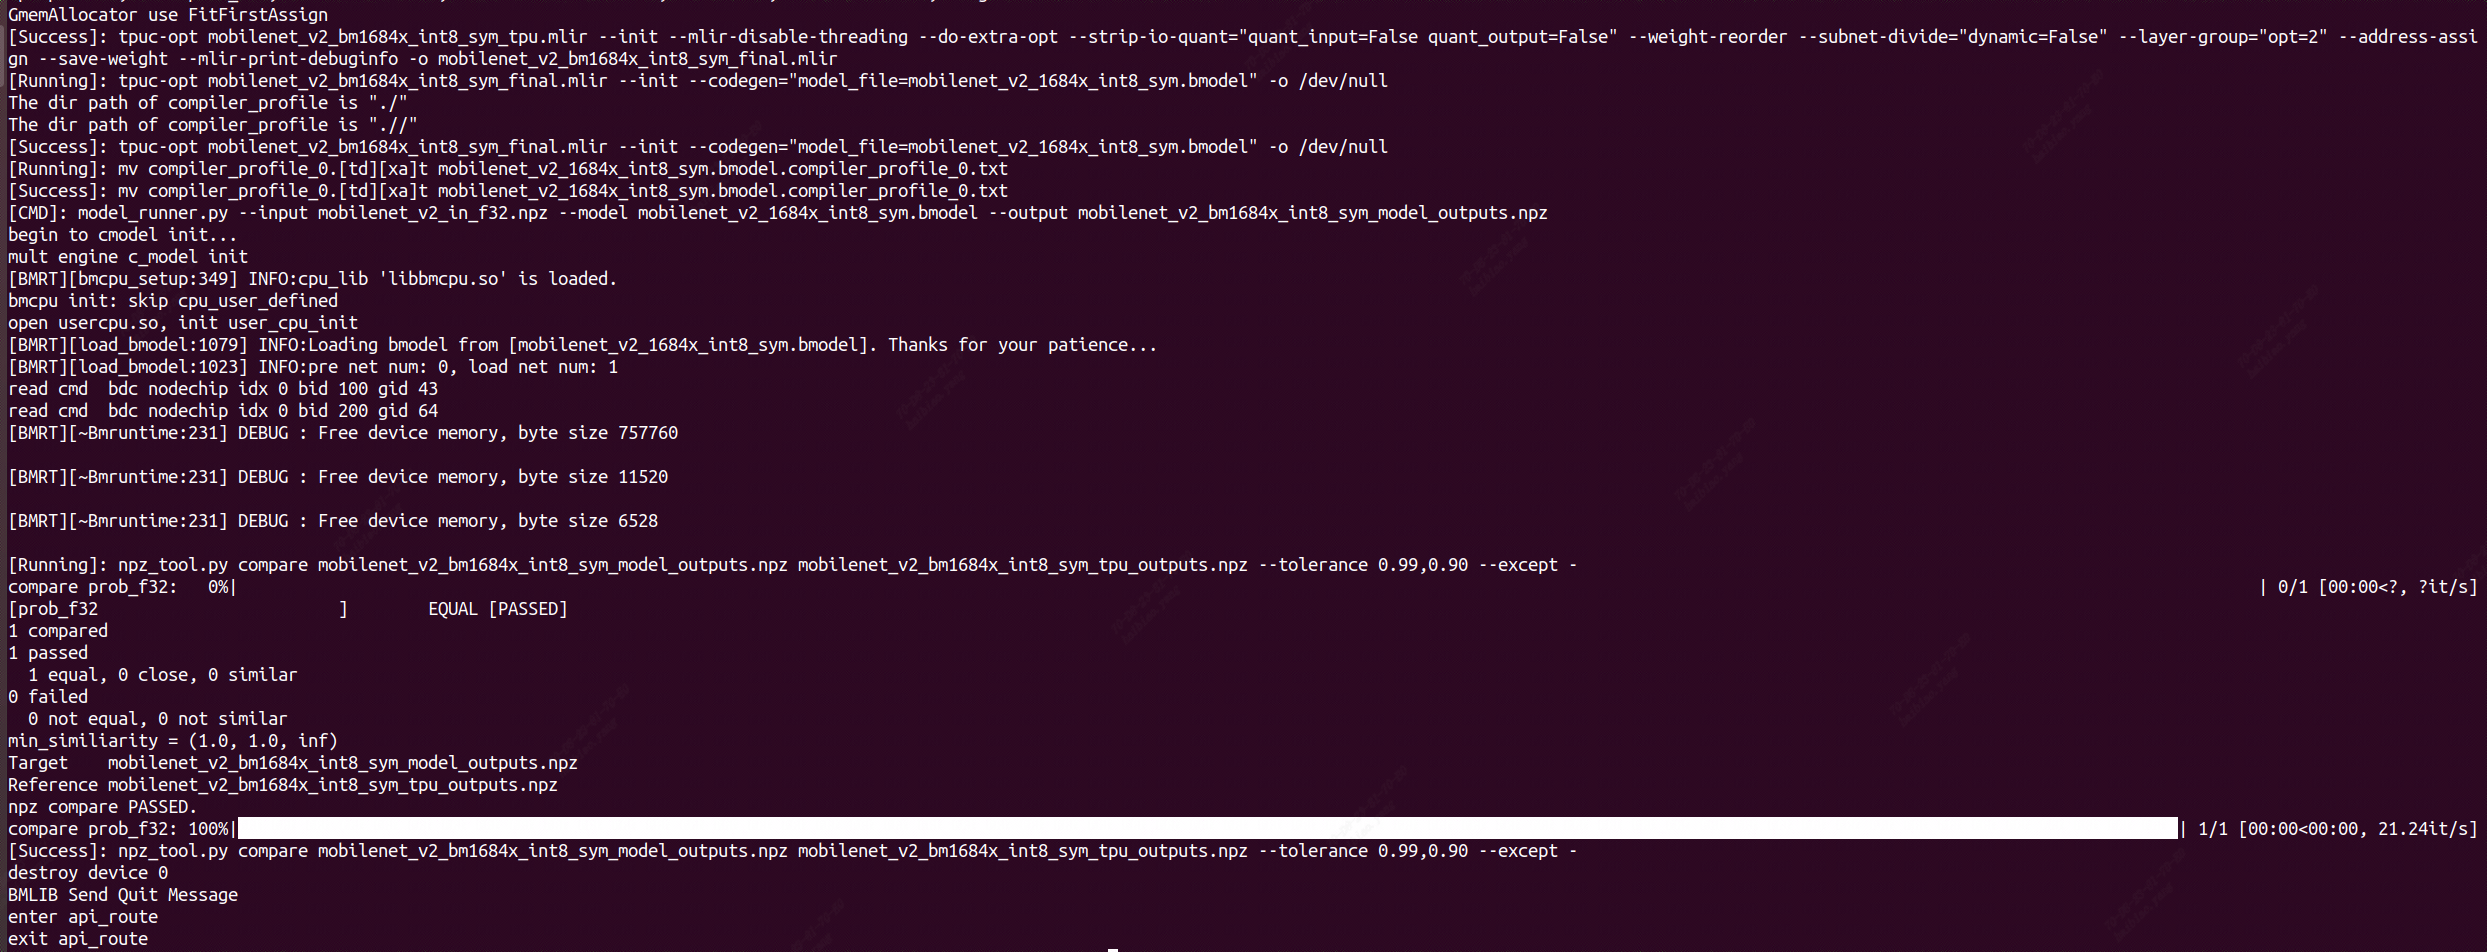 GmemAllocator use FitFirstAssign
[Success]: tpuc-opt mobilenet_v2_bm1684x_int8_sym_tpu.mlir --init --mlir-disable-threading --do-extra-opt --strip-io-quant="quant_input=False quant_output=False" --weight-reorder --subnet-divide="dynamic=False" --layer-group="opt=2" --address-assi
gn --save-weight --mlir-print-debuginfo -o mobilenet_v2_bm1684x_int8_sym_final.mlir
[Running]: tpuc-opt mobilenet_v2_bm1684x_int8_sym_final.mlir --init --codegen="model_file=mobilenet_v2_1684x_int8_sym.bmodel" -o /dev/null
The dir path of compiler_profile is "./"
The dir path of compiler_profile is ".//"
[Success]: tpuc-opt mobilenet_v2_bm1684x_int8_sym_final.mlir --init --codegen="model_file=mobilenet_v2_1684x_int8_sym.bmodel" -o /dev/null
[Running]: mv compiler_profile_0.[td][xa]t mobilenet_v2_1684x_int8_sym.bmodel.compiler_profile_0.txt
[Success]: mv compiler_profile_0.[td][xa]t mobilenet_v2_1684x_int8_sym.bmodel.compiler_profile_0.txt
[CMD]: model_runner.py --input mobilenet_v2_in_f32.npz --model mobilenet_v2_1684x_int8_sym.bmodel --output mobilenet_v2_bm1684x_int8_sym_model_outputs.npz
begin to cmodel init...
mult engine c_model init
[BMRT][bmcpu_setup:349] INFO:cpu_lib 'libbmcpu.so' is loaded.
bmcpu init: skip cpu_user_defined
open usercpu.so, init user_cpu_init
[BMRT][load_bmodel:1079] INFO:Loading bmodel from [mobilenet_v2_1684x_int8_sym.bmodel]. Thanks for your patience...
[BMRT][load_bmodel:1023] INFO:pre net num: 0, load net num: 1
read cmd  bdc nodechip idx 0 bid 100 gid 43
read cmd  bdc nodechip idx 0 bid 200 gid 64
[BMRT][~Bmruntime:231] DEBUG : Free device memory, byte size 757760
[BMRT][~Bmruntime:231] DEBUG : Free device memory, byte size 11520
[BMRT][~Bmruntime:231] DEBUG : Free device memory, byte size 6528
[Running]: npz_tool.py compare mobilenet_v2_bm1684x_int8_sym_model_outputs.npz mobilenet_v2_bm1684x_int8_sym_tpu_outputs.npz --tolerance 0.99,0.90 --except -
compare prob_f32:   0%| | 0/1 [00:00<?, ?it/s]
[prob_f32                        ]        EQUAL [PASSED]
1 compared
1 passed
  1 equal, 0 close, 0 similar
0 failed
  0 not equal, 0 not similar
min_similiarity = (1.0, 1.0, inf)
Target    mobilenet_v2_bm1684x_int8_sym_model_outputs.npz
Reference mobilenet_v2_bm1684x_int8_sym_tpu_outputs.npz
npz compare PASSED.
compare prob_f32: 100%| | 1/1 [00:00<00:00, 21.24it/s]
[Success]: npz_tool.py compare mobilenet_v2_bm1684x_int8_sym_model_outputs.npz mobilenet_v2_bm1684x_int8_sym_tpu_outputs.npz --tolerance 0.99,0.90 --except -
destroy device 0
BMLIB Send Quit Message
enter api_route
exit api_route